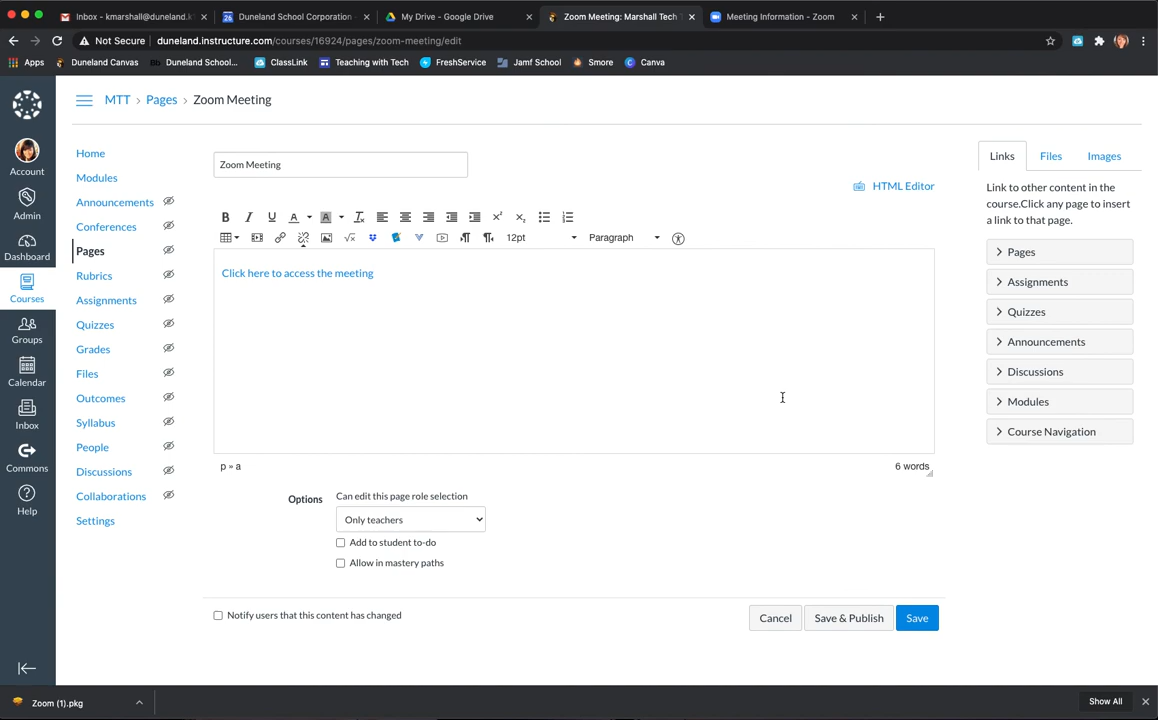 Inbox - kmarshall@duneland.k
Duneland School Corporation
My Drive - Google Drive
Zoom Meeting: Marshall Tech
Meeting Information - Zoom
Not Secure duneland.instructure.com/courses/16924/pages/zoom-meeting/edit
Apps
Duneland Canvas
Bb
Duneland School...
ClassLink
Teaching with Tech
FreshService
Jamf School
Smore
Canva
MTT > Pages > Zoom Meeting
Account
Admin
Dashboard
Courses
Groups
Calendar
Inbox
Commons
Help
Home
Modules
Announcements
Conferences
Pages
Rubrics
Assignments
Quizzes
Grades
Files
Outcomes
Syllabus
People
Discussions
Collaborations
Settings
Zoom Meeting
HTML Editor
12pt
Paragraph
Click here to access the meeting
p » a
6 words
Options
Can edit this page role selection
Only teachers
Add to student to-do
Allow in mastery paths
Notify users that this content has changed
Cancel
Save & Publish
Save
Links
Files
Images
Link to other content in the
course.Click any page to insert
a link to that page.
Pages
Assignments
Quizzes
Announcements
Discussions
Modules
Course Navigation
Zoom (1).pkg
Show All